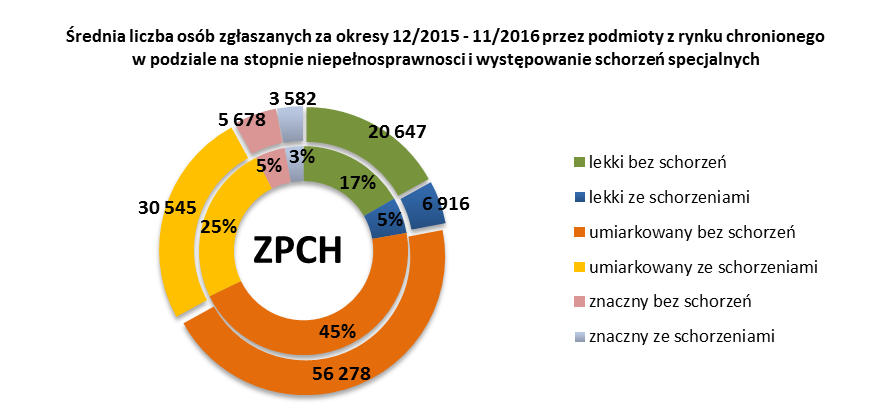 Średnia liczba osób zgłaszanych za okresy 12/2015 - 11/2016 przez podmioty z rynku chronionego
w podziale na stopnie niepełnosprawnosci i występowanie schorzeń specjalnych
3 582
5 678
20 647
3%
5%
17%
lekki bez schorzeń
lekki ze schorzeniami
6 916
30 545
5%
25%
umiarkowany bez schorzeń
ZPCH
umiarkowany ze schorzeniami
znaczny bez schorzeń
45%
znaczny ze schorzeniami
56 278